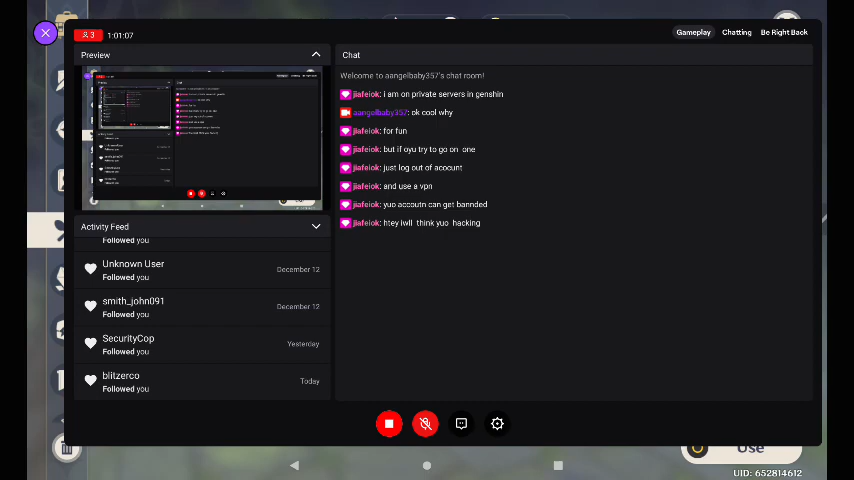 3 1:01:07
Gameplay Chatting Be Right Back
Preview
Activity Feed
Followed you
Unknown User
Followed you
December 12
smith_john091
Followed you
December 12
SecurityCop
Followed you
Yesterday
blitzerco
Followed you
Today
Chat
Welcome to aangelbaby357's chat room!
jiafeiok: i am on private servers in genshin
aangelbaby357: ok cool why
jiafeiok: for fun
jiafeiok: but if oyu try to go on one
jiafeiok: just log out of acocunt
jiafeiok: and use a vpn
jiafeiok: yuo accoutn can get bannded
jiafeiok: htey iwll think yuo hacking
Use
UID: 652814612